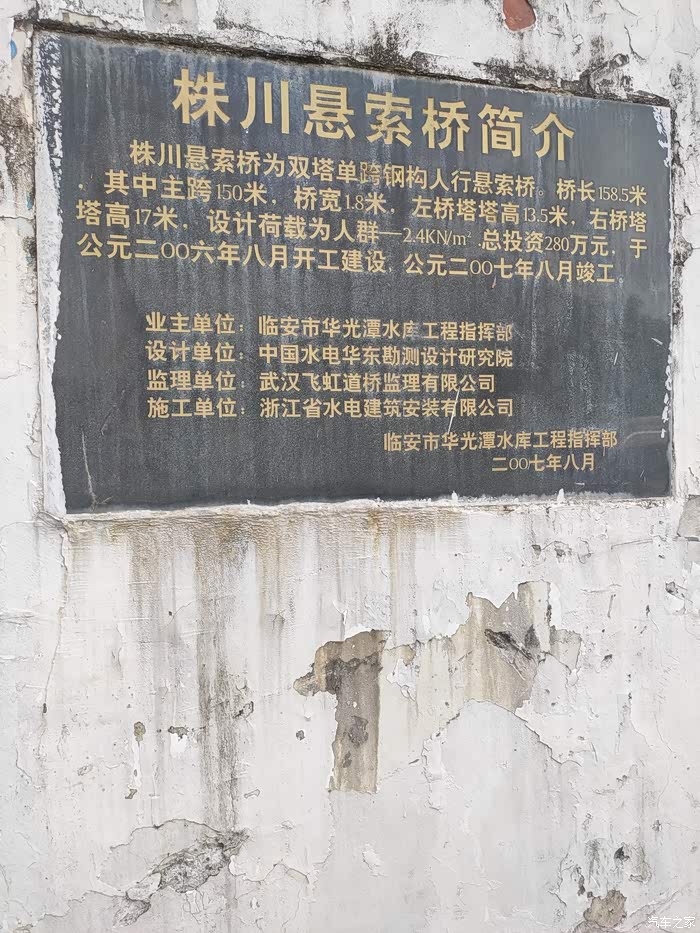 株川悬索桥简介
株川悬索桥为双塔单跨钢构人行悬索桥。桥长158.5米
，其中主跨150米，桥宽1.8米，左桥塔塔高13.5米，右桥塔
塔高17米，设计荷载为人群—2.4KN/m² 总投资280万元，于
公元二OO六年八月开工建设，公元二OO七年八月竣工
业主单位：临安市华光潭水库工程指挥部
设计单位：中国水电华东勘测设计研究院
监理单位：武汉飞虹道桥监理有限公司
施工单位：浙江省水电建筑安装有限公司
临安市华光潭水库工程指挥部
二OO七年八月
汽车之家